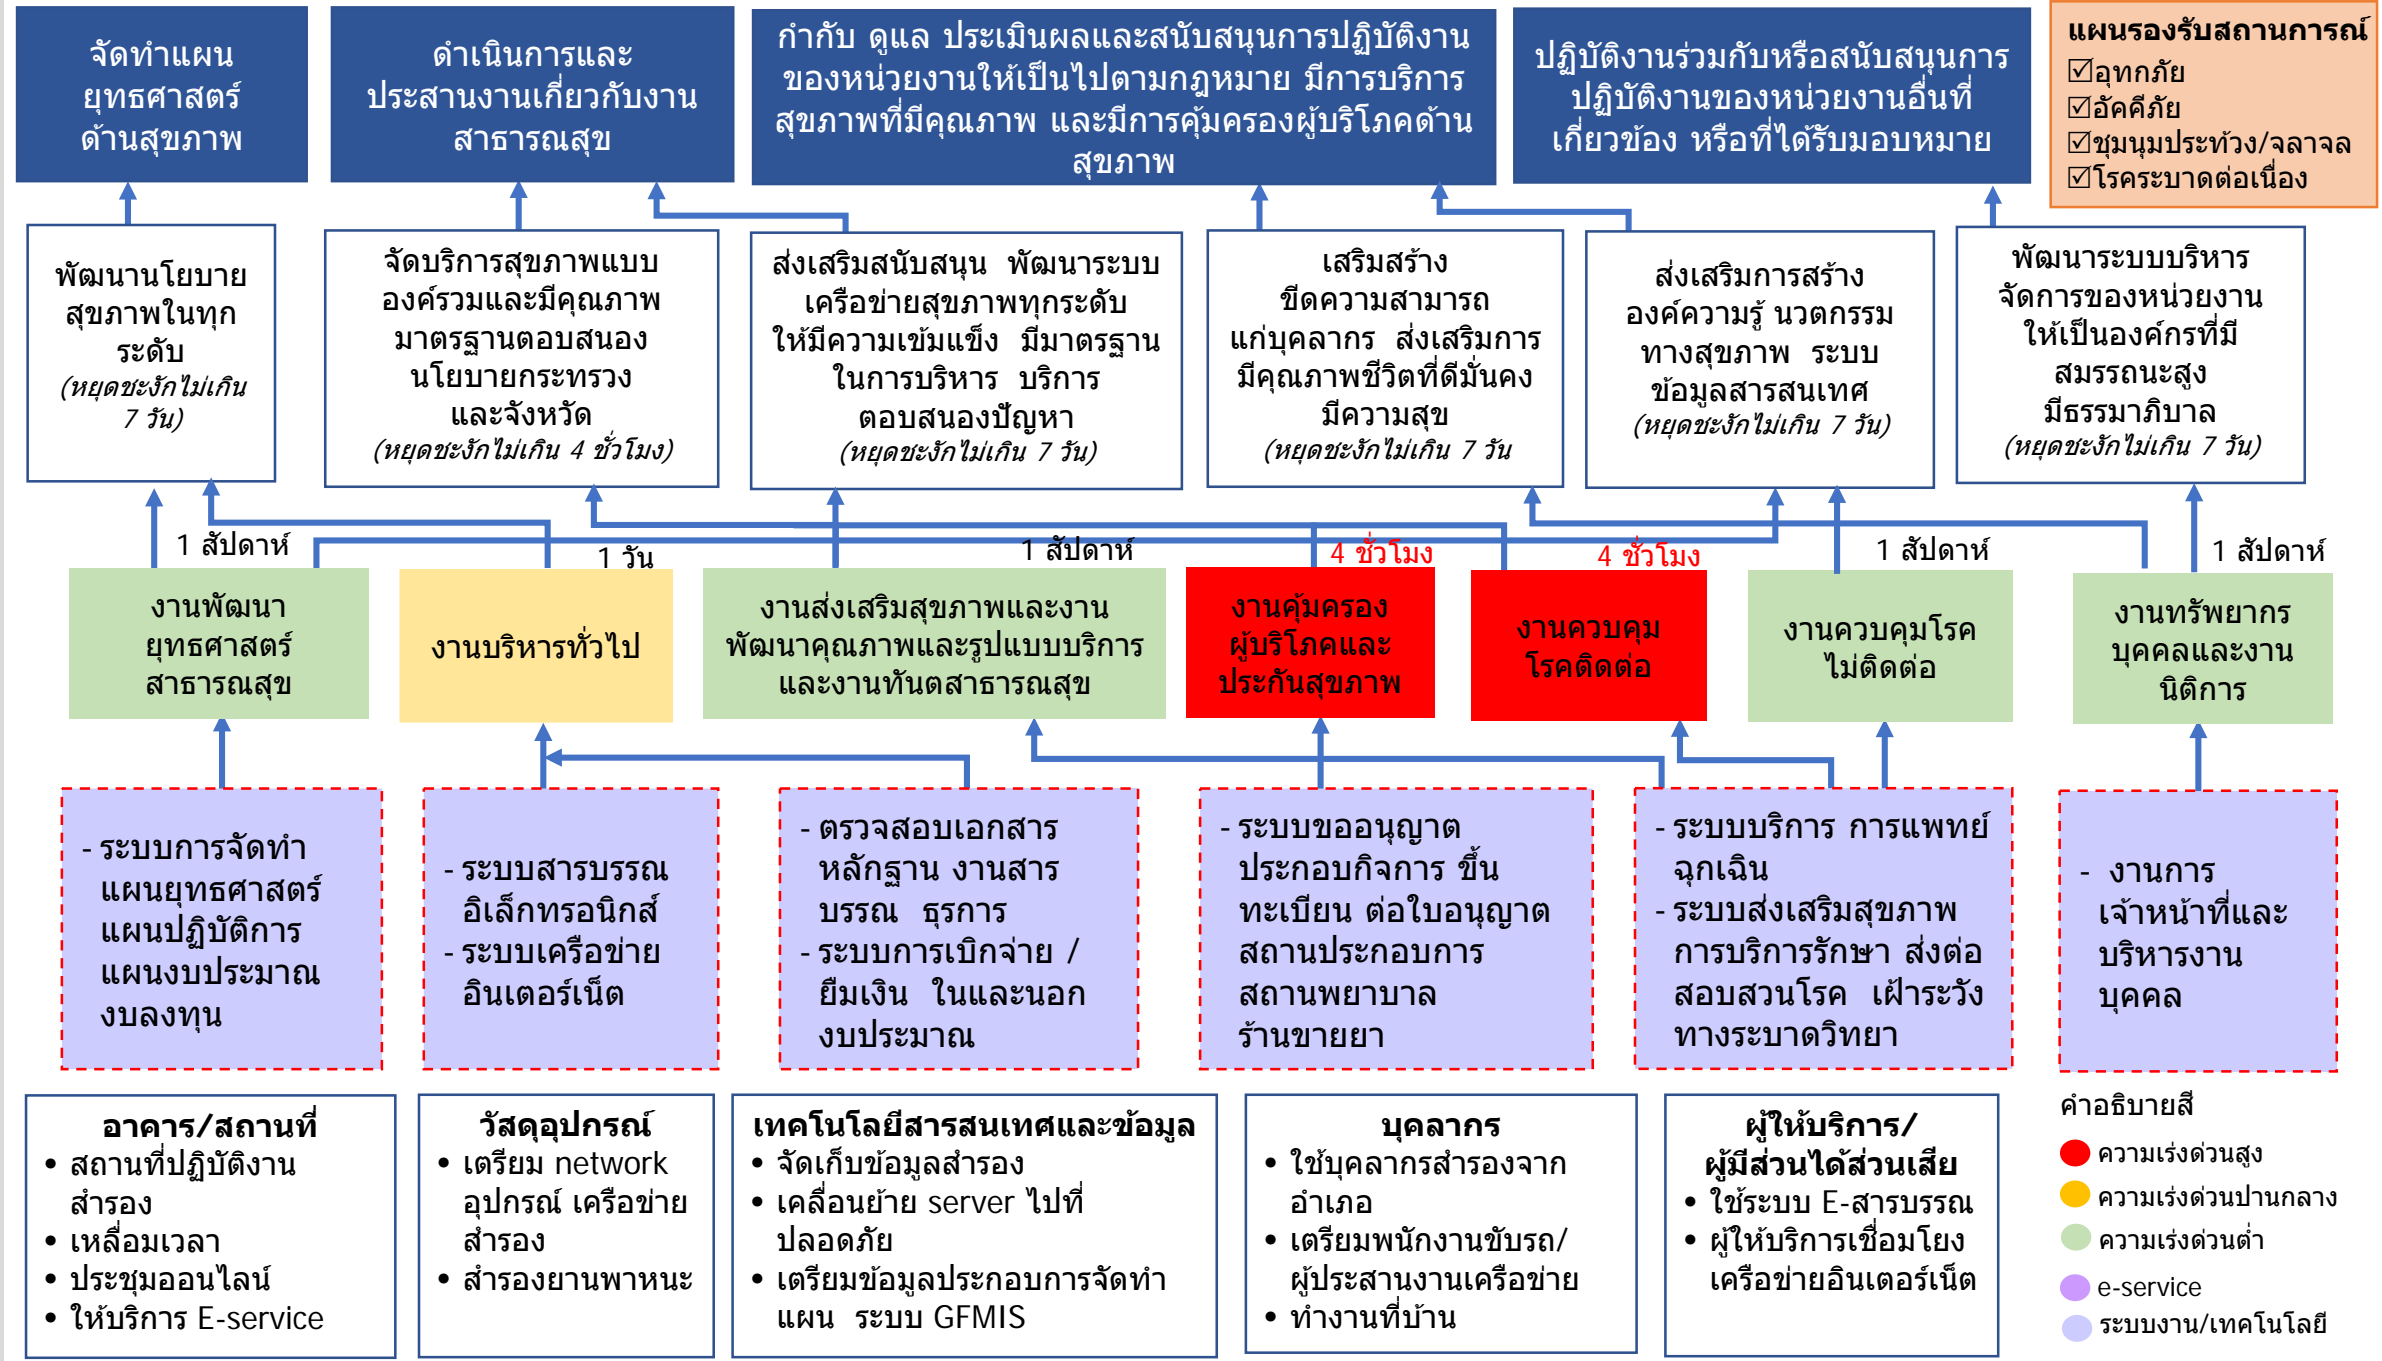 จัดทำแผน
ยุทธศาสตร์
ด้านสุขภาพ
ดำเนินการและ
ประสานงานเกี่ยวกับงาน
สาธารณสุข
กำกับ ดูแล ประเมินผลและสนับสนุนการปฏิบัติงาน
ของหน่วยงานให้เป็นไปตามกฎหมาย มีการบริการ
สุขภาพที่มีคุณภาพ และมีการคุ้มครองผู้บริโภคด้าน
สุขภาพ
ปฏิบัติงานร่วมกับหรือสนับสนุนการ
ปฏิบัติงานของหน่วยงานอื่นที่
เกี่ยวข้อง หรือที่ได้รับมอบหมาย
แผนรองรับสถานการณ์
☑อุทกภัย
☑อัคคีภัย
☑ชุมนุมประท้วง/จลาจล
☑โรคระบาดต่อเนื่อง
พัฒนานโยบาย
สุขภาพในทุก
ระดับ
(หยุดชะงักไม่เกิน
7 วัน)
จัดบริการสุขภาพแบบ
องค์รวมและมีคุณภาพ
มาตรฐานตอบสนอง
นโยบายกระทรวง
และจังหวัด
(หยุดชะงักไม่เกิน 4 ชั่วโมง)
ส่งเสริมสนับสนุน พัฒนาระบบ
เครือข่ายสุขภาพทุกระดับ
ให้มีความเข้มแข็ง มีมาตรฐาน
ในการบริหาร บริการ
ตอบสนองปัญหา
(หยุดชะงักไม่เกิน 7 วัน)
เสริมสร้าง
ขีดความสามารถ
แก่บุคลากร ส่งเสริมการ
มีคุณภาพชีวิตที่ดีมั่นคง
มีความสุข
(หยุดชะงักไม่เกิน 7 วัน
ส่งเสริมการสร้าง
องค์ความรู้ นวตกรรม
ทางสุขภาพ ระบบ
ข้อมูลสารสนเทศ
(หยุดชะงักไม่เกิน 7 วัน)
พัฒนาระบบบริหาร
จัดการของหน่วยงาน
ให้เป็นองค์กรที่มี
สมรรถนะสูง
มีธรรมาภิบาล
(หยุดชะงักไม่เกิน 7 วัน)
1 สัปดาห์
1 วัน
1 สัปดาห์
4 ชั่วโมง
4 ชั่วโมง
1 สัปดาห์
1 สัปดาห์
งานพัฒนา
ยุทธศาสตร์
สาธารณสุข
งานบริหารทั่วไป
งานส่งเสริมสุขภาพและงาน
พัฒนาคุณภาพและรูปแบบบริการ
และงานทันตสาธารณสุข
งานคุ้มครอง
ผู้บริโภคและ
ประกันสุขภาพ
งานควบคุม
โรคติดต่อ
งานควบคุมโรค
ไม่ติดต่อ
งานทรัพยากร
บุคคลและงาน
นิติการ
- ระบบการจัดทำ
แผนยุทธศาสตร์
แผนปฏิบัติการ
แผนงบประมาณ
งบลงทุน
- ระบบสารบรรณ
อิเล็กทรอนิกส์
- ระบบเครือข่าย
อินเตอร์เน็ต
- ตรวจสอบเอกสาร
หลักฐาน งานสาร
บรรณ ธุรการ
- ระบบการเบิกจ่าย /
ยืมเงิน ในและนอก
งบประมาณ
- ระบบขออนุญาต
ประกอบกิจการ ขึ้น
ทะเบียน ต่อใบอนุญาต
สถานประกอบการ
สถานพยาบาล
ร้านขายยา
- ระบบบริการ การแพทย์
ฉุกเฉิน
- ระบบส่งเสริมสุขภาพ
การบริการรักษา ส่งต่อ
สอบสวนโรค เฝ้าระวัง
ทางระบาดวิทยา
- งานการ
เจ้าหน้าที่และ
บริหารงาน
บุคคล
อาคาร/สถานที่
• สถานที่ปฏิบัติงาน
สำรอง
• เหลื่อมเวลา
• ประชุมออนไลน์
• ให้บริการ E-service
วัสดุอุปกรณ์
• เตรียม network
อุปกรณ์ เครือข่าย
สำรอง
• สำรองยานพาหนะ
เทคโนโลยีสารสนเทศและข้อมูล
• จัดเก็บข้อมูลสำรอง
• เคลื่อนย้าย server ไปที่
ปลอดภัย
• เตรียมข้อมูลประกอบการจัดทำ
แผน ระบบ GFMIS
บุคลากร
• ใช้บุคลากรสำรองจาก
อำเภอ
• เตรียมพนักงานขับรถ/
ผู้ประสานงานเครือข่าย
• ทำงานที่บ้าน
ผู้ให้บริการ/
ผู้มีส่วนได้ส่วนเสีย
• ใช้ระบบ E-สารบรรณ
• ผู้ให้บริการเชื่อมโยง
เครือข่ายอินเตอร์เน็ต
คำอธิบายสี
ความเร่งด่วนสูง
ความเร่งด่วนปานกลาง
ความเร่งด่วนต่ำ
e-service
ระบบงาน/เทคโนโลยี